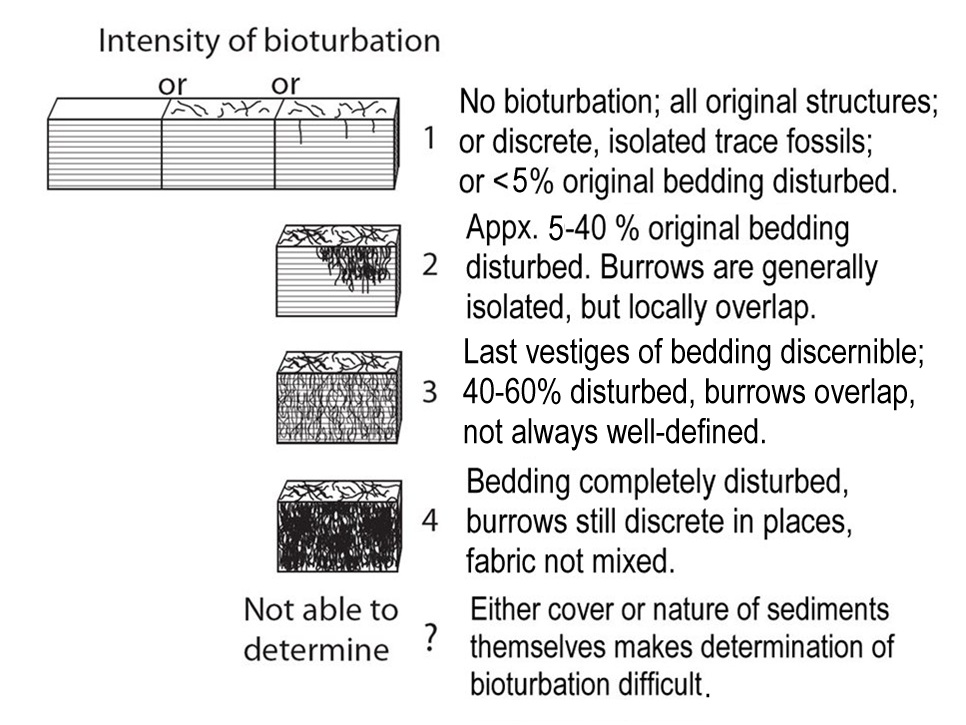 Intensity of bioturbation
or or
1
No bioturbation; all original structures;
or discrete, isolated trace fossils;
or <5% original bedding disturbed.
2
Appx. 5-40 % original bedding
disturbed. Burrows are generally
isolated, but locally overlap.
3
Last vestiges of bedding discernible;
40-60% disturbed, burrows overlap,
not always well-defined.
4
Bedding completely disturbed,
burrows still discrete in places,
fabric not mixed.
Not able to
determine
?
Either cover or nature of sediments
themselves makes determination of
bioturbation difficult.